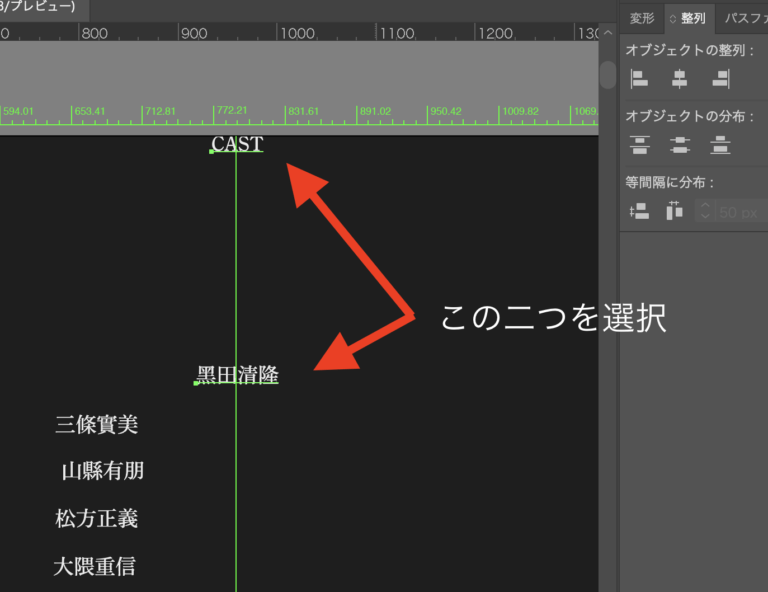 3/プレビュー)
0 800 900 1000 1100 1200 130
変形 整列 パスファ
オブジェクトの整列：
594.01 653.41 712.81 772.21 831.61 891.02 950.42 1009.82 1069.
オブジェクトの分布：
CAST
等間隔に分布：
50 px
この二つを選択
黒田清隆
三條實美
山縣有朋
松方正義
大隈重信